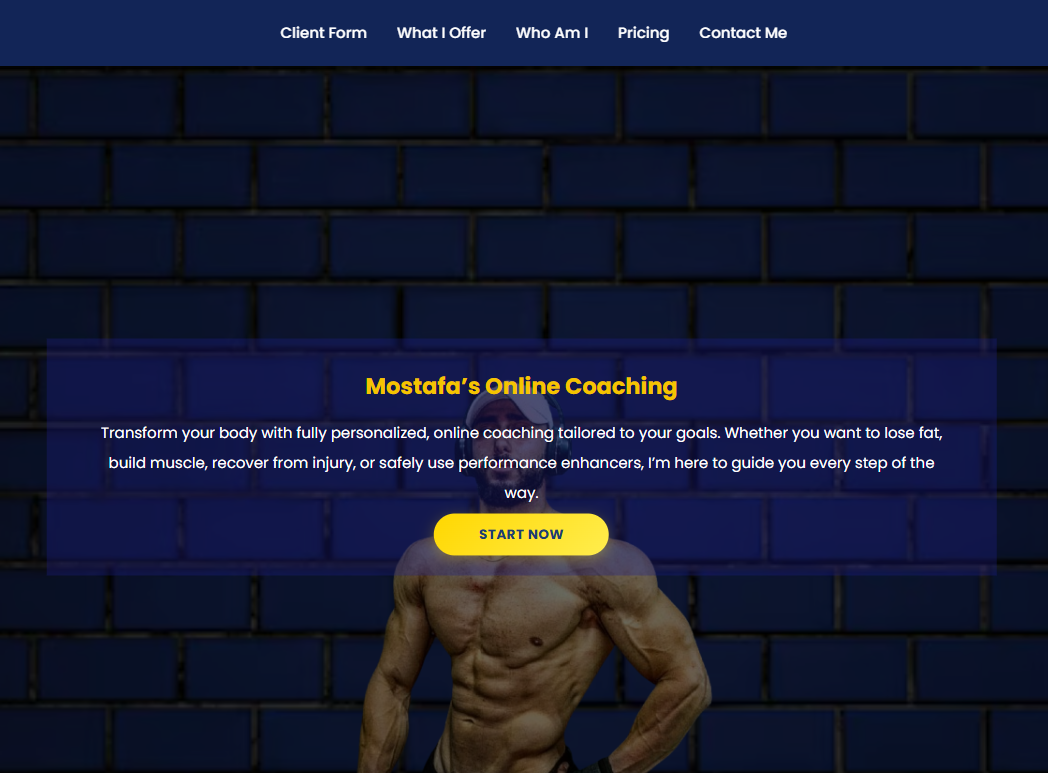 Client Form What I Offer Who Am I Pricing Contact Me
Mostafa’s Online Coaching
Transform your body with fully personalized, online coaching tailored to your goals. Whether you want to lose fat,
build muscle, recover from injury, or safely use performance enhancers, I’m here to guide you every step of the
way.
START NOW